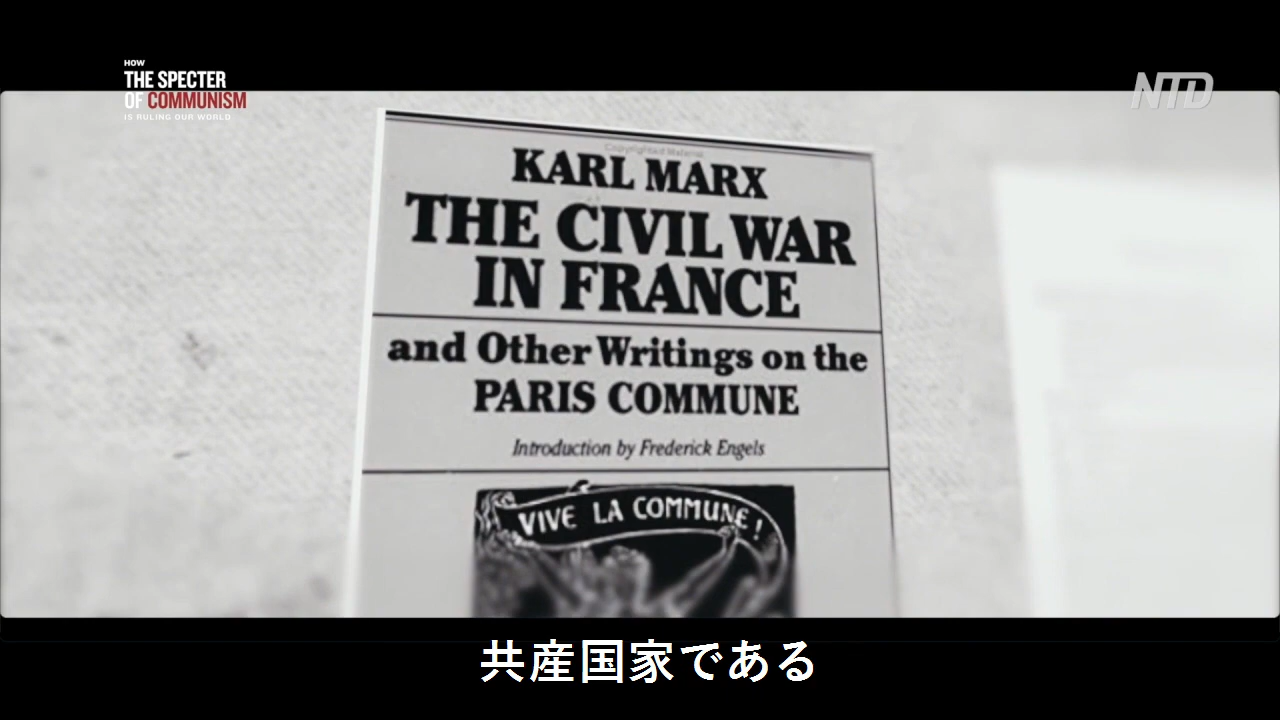 HOW
THE SPECTER
OF COMMUNISM
IS RULING OUR WORLD
NTD
Copyrighted Material
KARL MARX
THE CIVIL WAR
IN FRANCE
and Other Writings on the
PARIS COMMUNE
Introduction by Frederick Engels
VIVE LA COMMUNE!
共産国家である